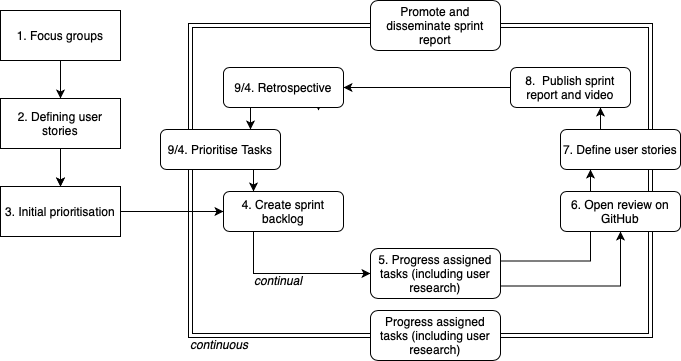 Promote and
disseminate sprint
report
1. Focus groups
2. Defining user
stories
3. Initial prioritisation
9/4. Retrospective
8. Publish sprint
report and video
9/4. Prioritise Tasks
7. Define user stories
4. Create sprint
backlog
6. Open review on
GitHub
5. Progress assigned
tasks (including user
research)
continual
Progress assigned
tasks (including user
research)
continuous